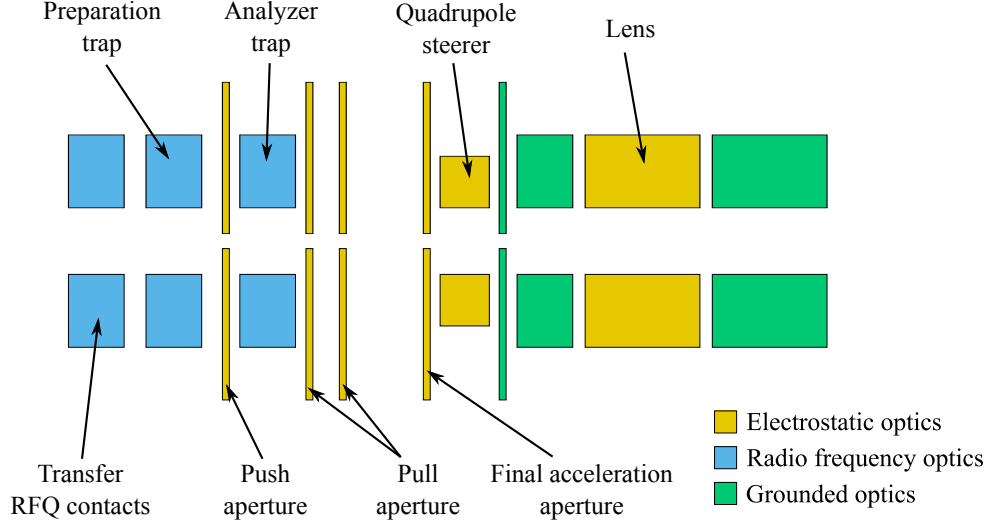 Preparation
trap
Analyzer
trap
Quadrupole
steerer
Lens
Transfer
RFQ contacts
Push
aperture
Pull
aperture
Final acceleration
aperture
Electrostatic optics
Radio frequency optics
Grounded optics